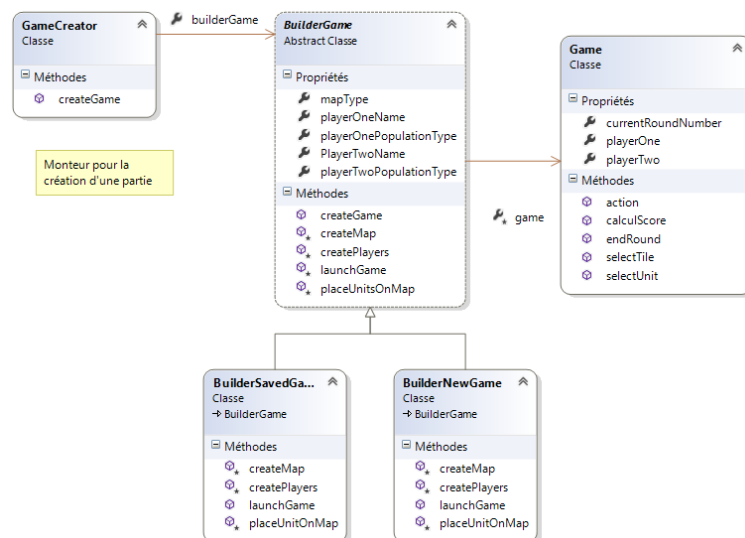 GameCreator
Classe
Méthodes
createGame
builderGame
BuilderGame
Abstract Classe
Propriétés
mapType
playerOneName
playerOnePopulationType
PlayerTwoName
playerTwoPopulationType
Méthodes
createGame
createMap
createPlayers
launchGame
placeUnitsOnMap
Game
Classe
Propriétés
currentRoundNumber
playerOne
playerTwo
Méthodes
action
calculScore
endRound
selectTile
selectUnit
game
Monteur pour la
création d'une partie
BuilderSavedGa...
Classe
BuilderGame
Méthodes
createMap
createPlayers
launchGame
placeUnitOnMap
BuilderNewGame
Classe
BuilderGame
Méthodes
createMap
createPlayers
launchGame
placeUnitOnMap